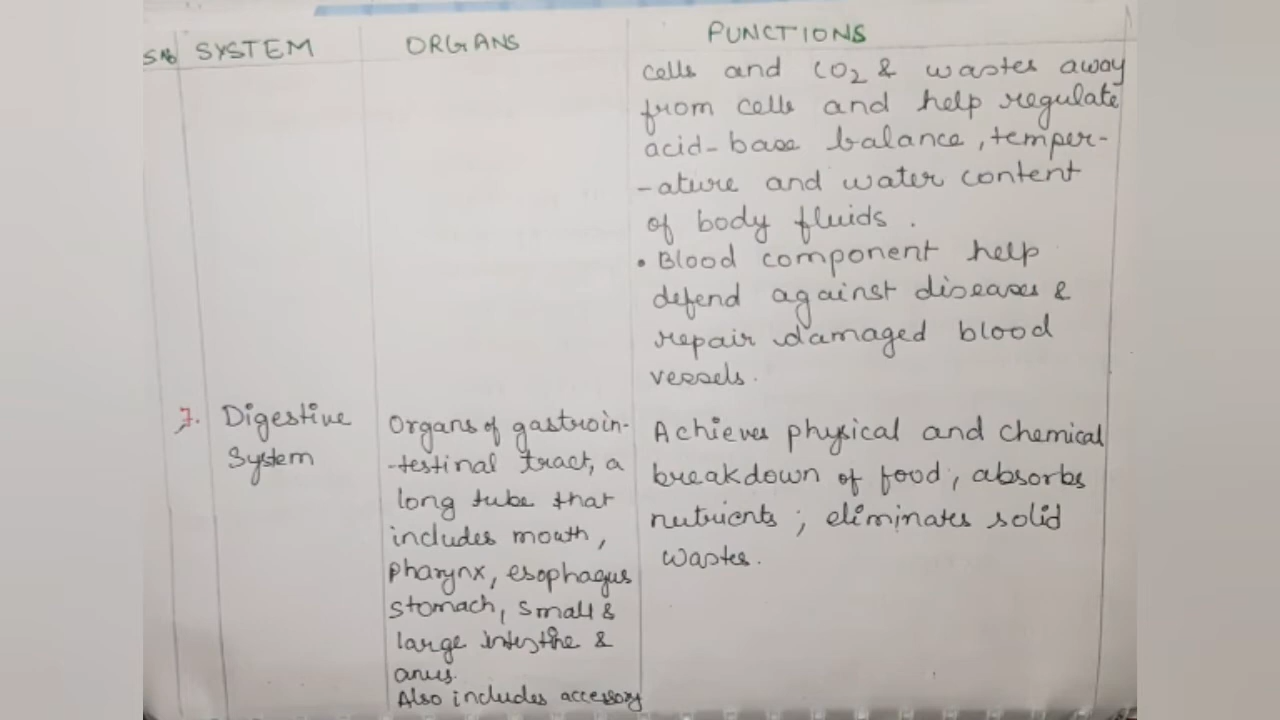 S No SYSTEM ORGANS FUNCTIONS
cells and CO2 & wastes away
from cells and help regulate
acid-base balance, temper-
-ature and water content
of body fluids.
• Blood component help
defend against diseases &
repair damaged blood
vessels.
7. Digestive
System
Organs of gastroin-
-testinal tract, a
long tube that
includes mouth,
pharynx, esophagus
stomach, small &
large intestine &
anus.
Also includes accessory
Achieves physical and chemical
breakdown of food, absorbs
nutrients; eliminates solid
wastes.